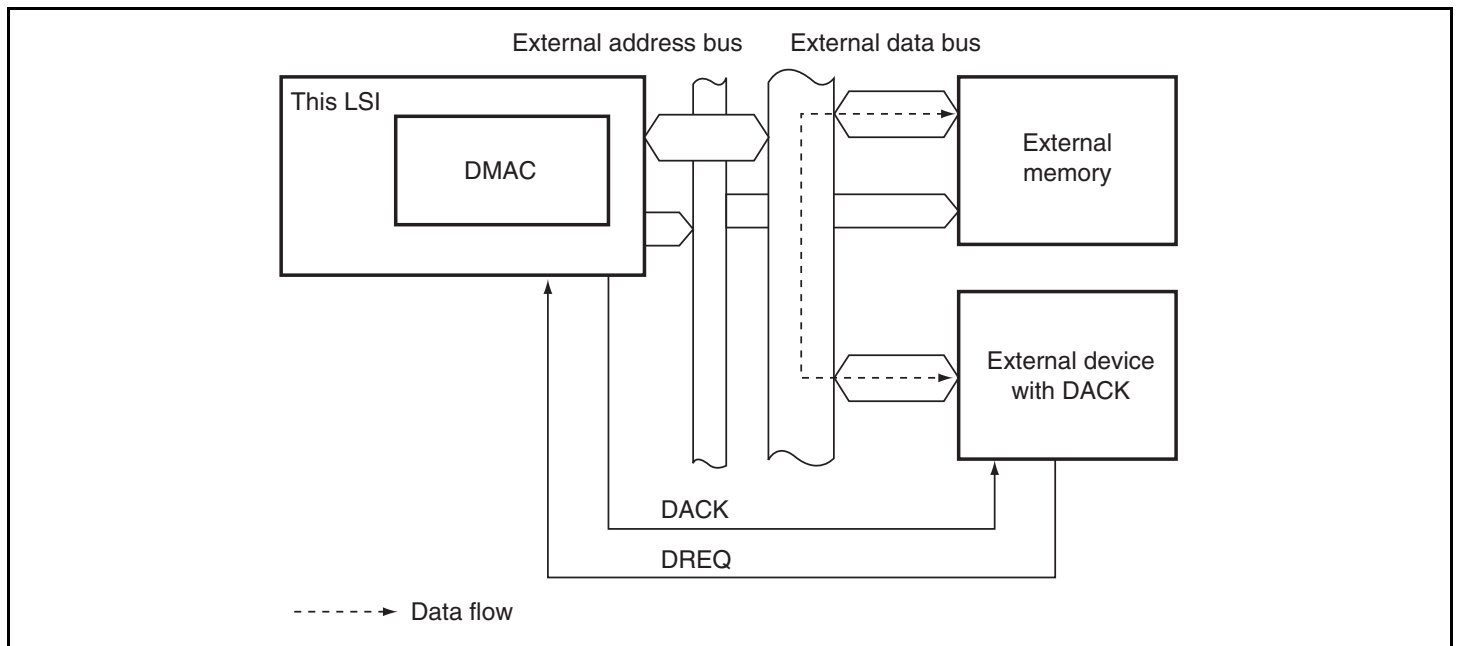 External address bus
External data bus
This LSI
DMAC
External
memory
External device
with DACK
DACK
DREQ
Data flow